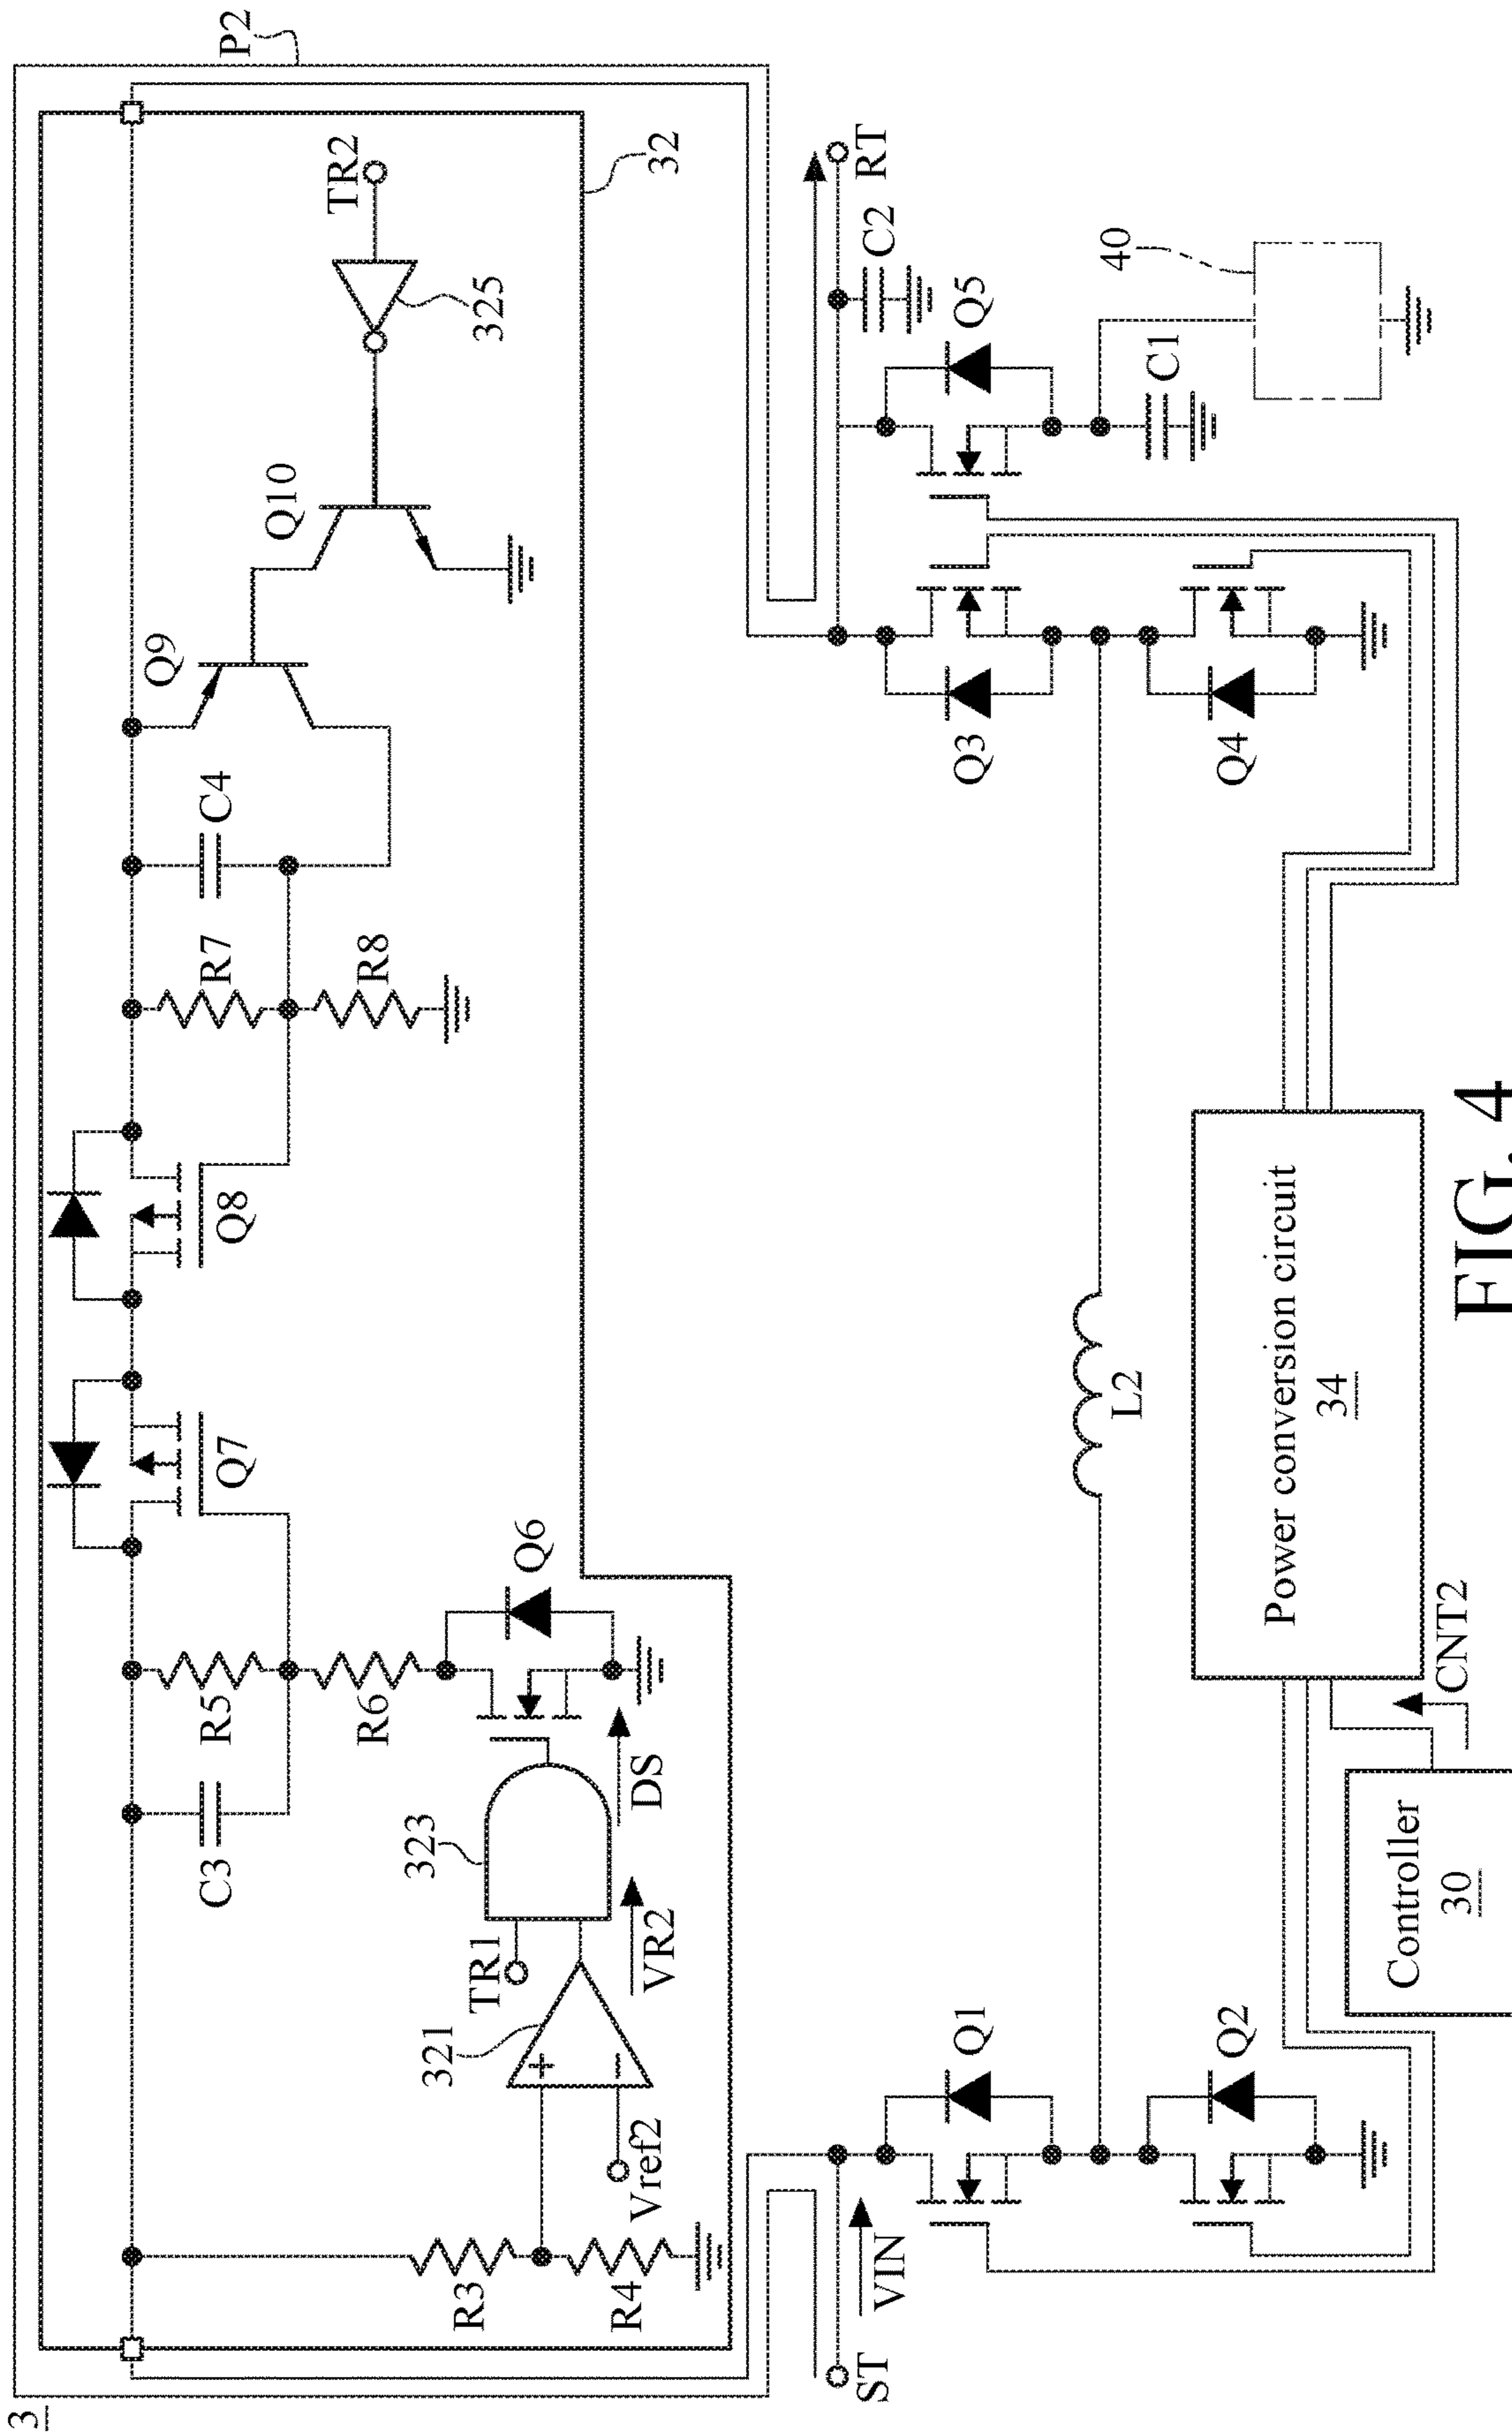 3
P2
Q7
Q8
R5
C3
R7
C4
Q9
R6
R8
Q10
TR2
325
Q6
323
TR1
321
R3
Vref2
VR2
DS
R4
32
ST
VIN
RT
C2
Q1
Q3
Q5
L2
C1
40
Q2
Q4
Power conversion circuit
34
Controller
30
CNT2
FIG. 4